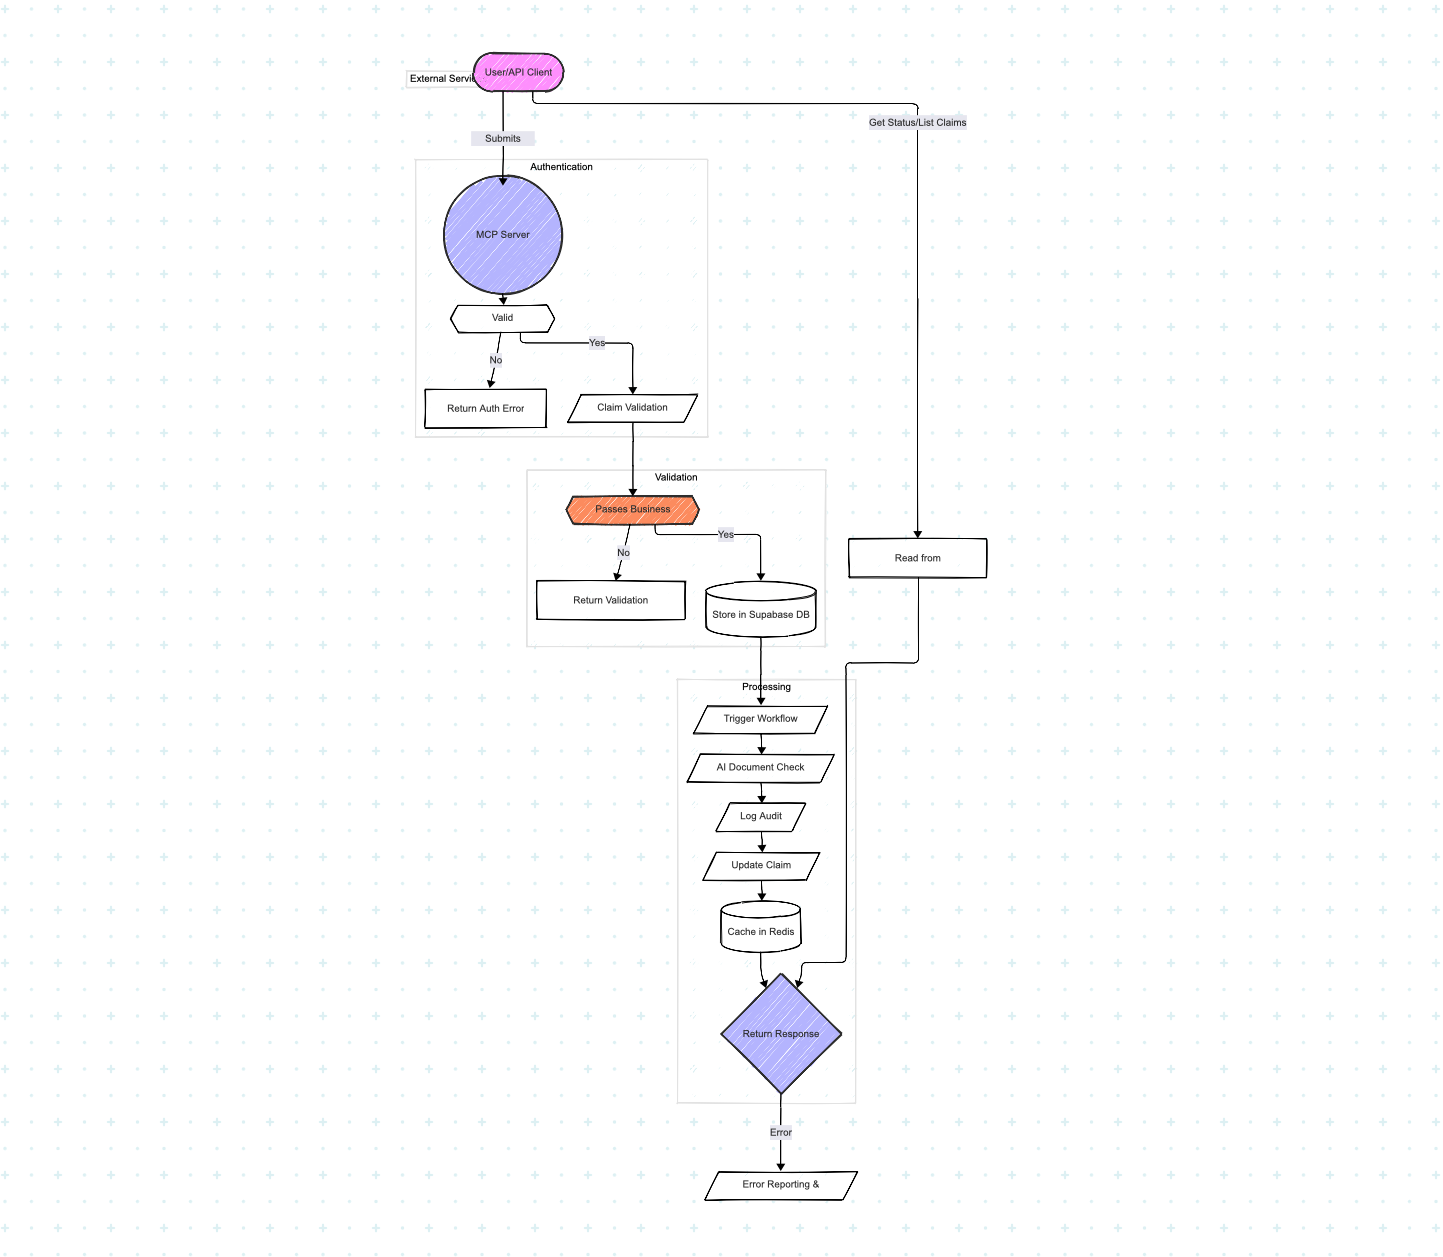 User/API Client
External Servic
Get Status/List Claims
Submits
Authentication
MCP Server
Valid
Yes
No
Return Auth Error
Claim Validation
Validation
Passes Business
Yes
No
Read from
Return Validation
Store in Supabase DB
Processing
Trigger Workflow
AI Document Check
Log Audit
Update Claim
Cache in Redis
Return Response
Error
Error Reporting &